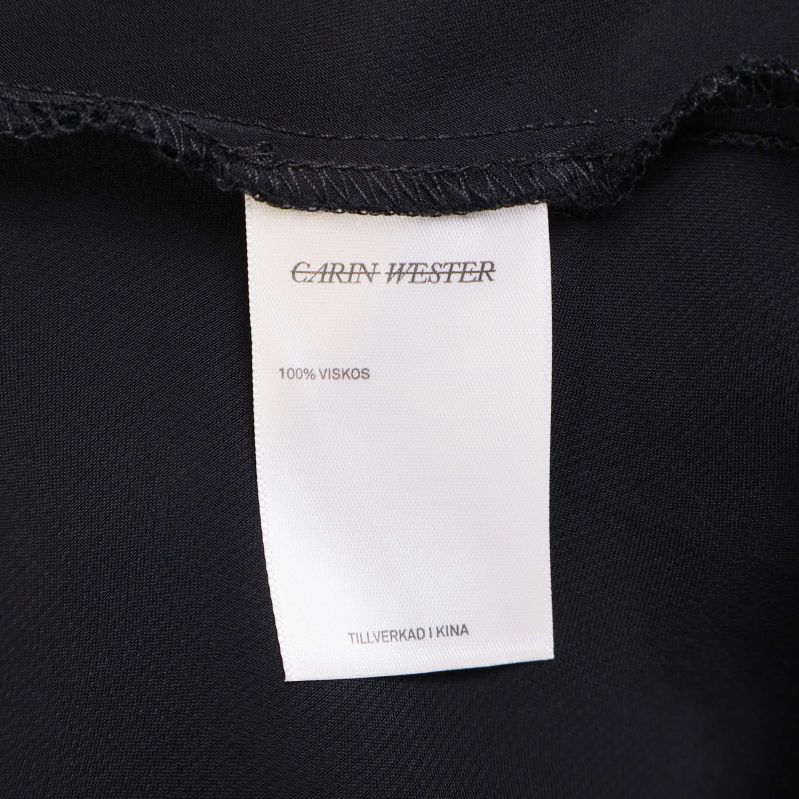 CARIN WESTER
100% VISKOS
TILLVERKAD I KINA